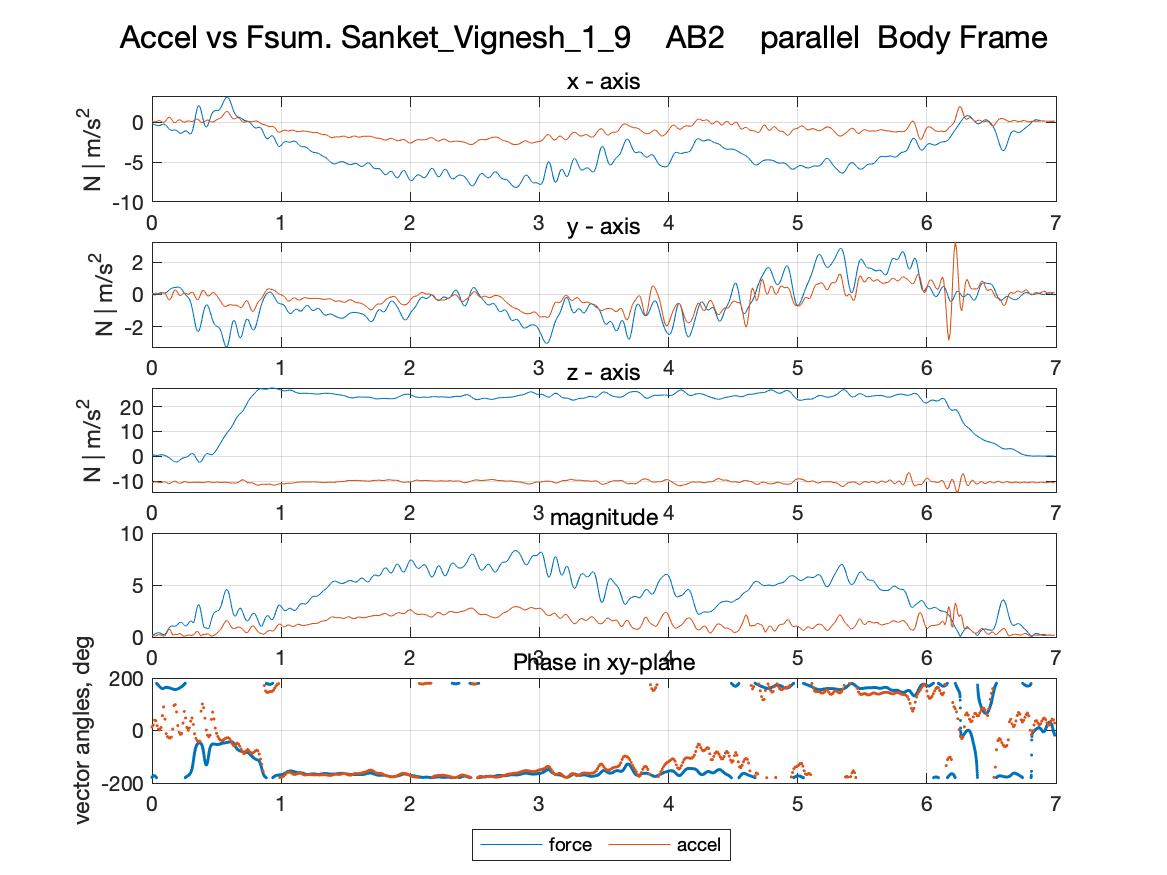 Accel vs Fsum. Sanket_Vignesh_1_9    AB2    parallel  Body Frame
x - axis
N | m/s²
0
-5
-10
0 1 2 3 4 5 6 7
y - axis
N | m/s²
2
0
-2
0 1 2 3 4 5 6 7
z - axis
N | m/s²
20
10
0
-10
0 1 2 3 4 5 6 7
magnitude
10
5
0
0 1 2 3 4 5 6 7
Phase in xy-plane
vector angles, deg
200
0
-200
0 1 2 3 4 5 6 7
force accel